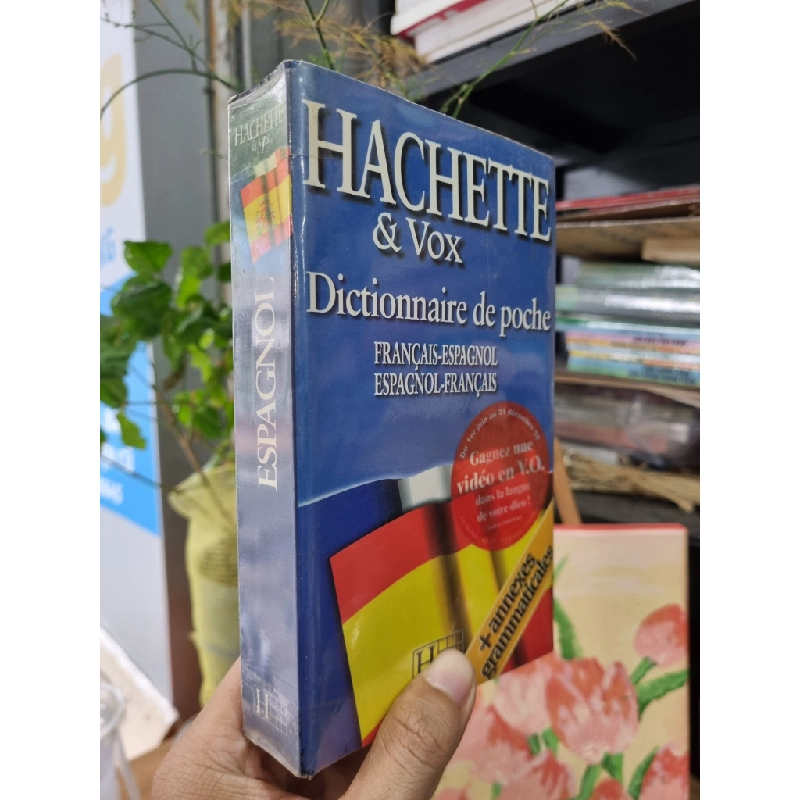 HACHETTE
& VOX
Dictionnaire de poche
FRANÇAIS-ESPAGNOL
ESPAGNOL-FRANÇAIS
Gagnez une
vidéo en V.O.
dans la langue
de votre dico !
+ annexes
grammaticales
H
HACHETTE
& VOX
ESPAGNOL
H